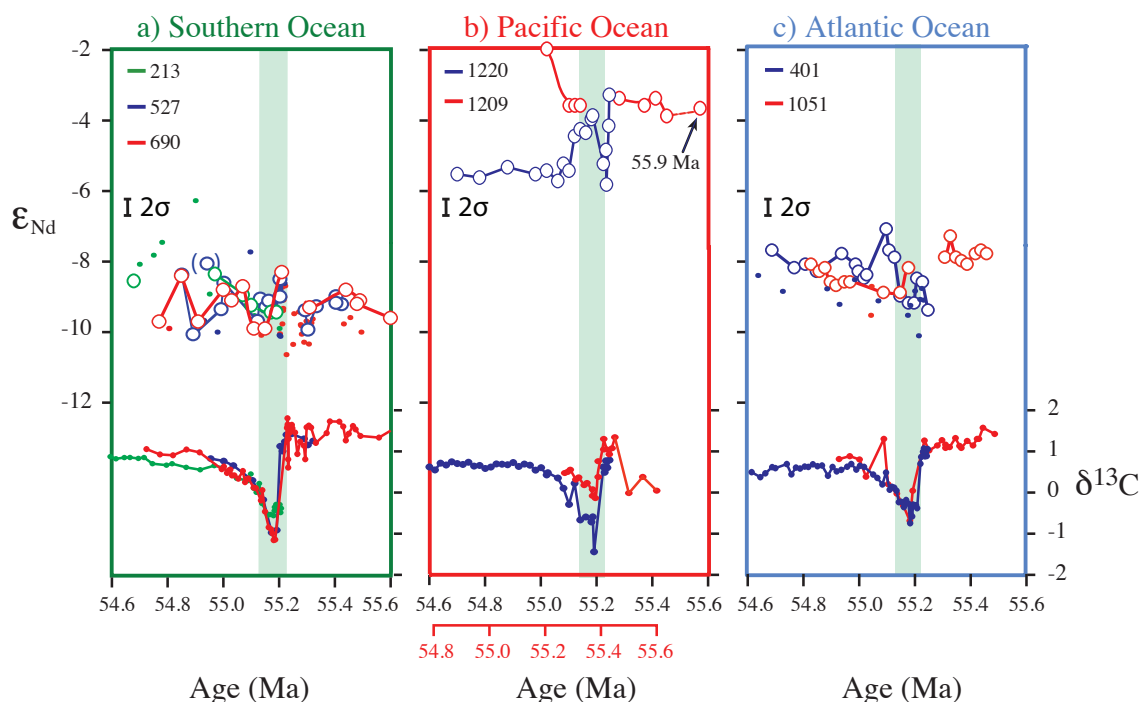 a) Southern Ocean
b) Pacific Ocean
c) Atlantic Ocean
-2
-4
-6
-8
-10
-12
εNd
213
527
690
I 2σ
( )
1220
1209
55.9 Ma
401
1051
I 2σ
2
1
0
-1
-2
δ13C
54.6 54.8 55.0 55.2 55.4 55.6
54.6 54.8 55.0 55.2 55.4 55.6
54.6 54.8 55.0 55.2 55.4 55.6
54.8 55.0 55.2 55.4 55.6
Age (Ma)
Age (Ma)
Age (Ma)